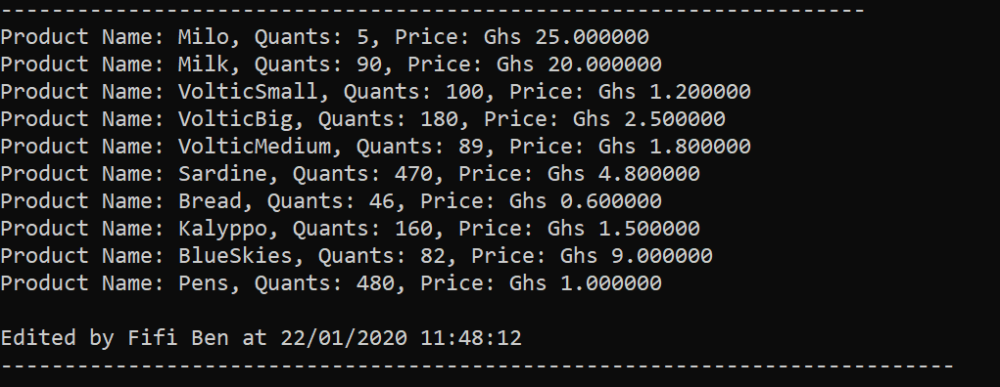 --------------------------------------------------------------------
Product Name: Milo, Quants: 5, Price: Ghs 25.000000
Product Name: Milk, Quants: 90, Price: Ghs 20.000000
Product Name: VolticSmall, Quants: 100, Price: Ghs 1.200000
Product Name: VolticBig, Quants: 180, Price: Ghs 2.500000
Product Name: VolticMedium, Quants: 89, Price: Ghs 1.800000
Product Name: Sardine, Quants: 470, Price: Ghs 4.800000
Product Name: Bread, Quants: 46, Price: Ghs 0.600000
Product Name: Kalyppo, Quants: 160, Price: Ghs 1.500000
Product Name: BlueSkies, Quants: 82, Price: Ghs 9.000000
Product Name: Pens, Quants: 480, Price: Ghs 1.000000
Edited by Fifi Ben at 22/01/2020 11:48:12
---------------------------------------------------------------------------